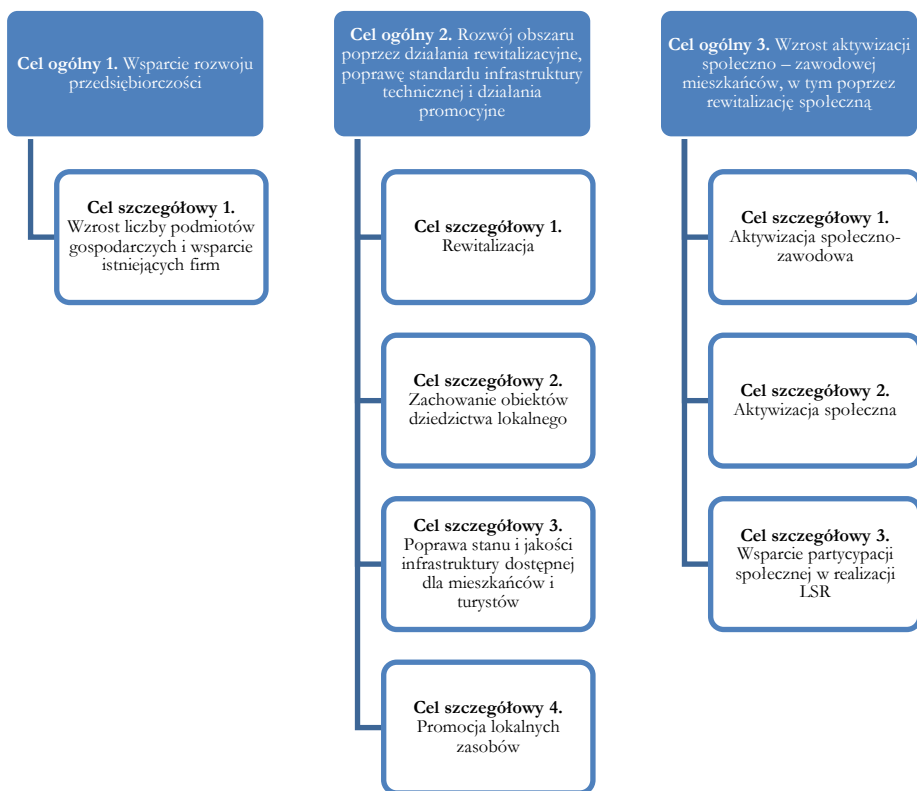 Cel ogólny 1. Wsparcie rozwoju
przedsiębiorczości
Cel szczegółowy 1.
Wzrost liczby podmiotów
gospodarczych i wsparcie
istniejących firm
Cel ogólny 2. Rozwój obszaru
poprzez działania rewitalizacyjne,
poprawę standardu infrastruktury
technicznej i działania
promocyjne
Cel szczegółowy 1.
Rewitalizacja
Cel szczegółowy 2.
Zachowanie obiektów
dziedzictwa lokalnego
Cel szczegółowy 3.
Poprawa stanu i jakości
infrastruktury dostępnej
dla mieszkańców i
turystów
Cel szczegółowy 4.
Promocja lokalnych
zasobów
Cel ogólny 3. Wzrost aktywizacji
społeczno – zawodowej
mieszkańców, w tym poprzez
rewitalizację społeczną
Cel szczegółowy 1.
Aktywizacja społeczno-
zawodowa
Cel szczegółowy 2.
Aktywizacja społeczna
Cel szczegółowy 3.
Wsparcie partycypacji
społecznej w realizacji
LSR